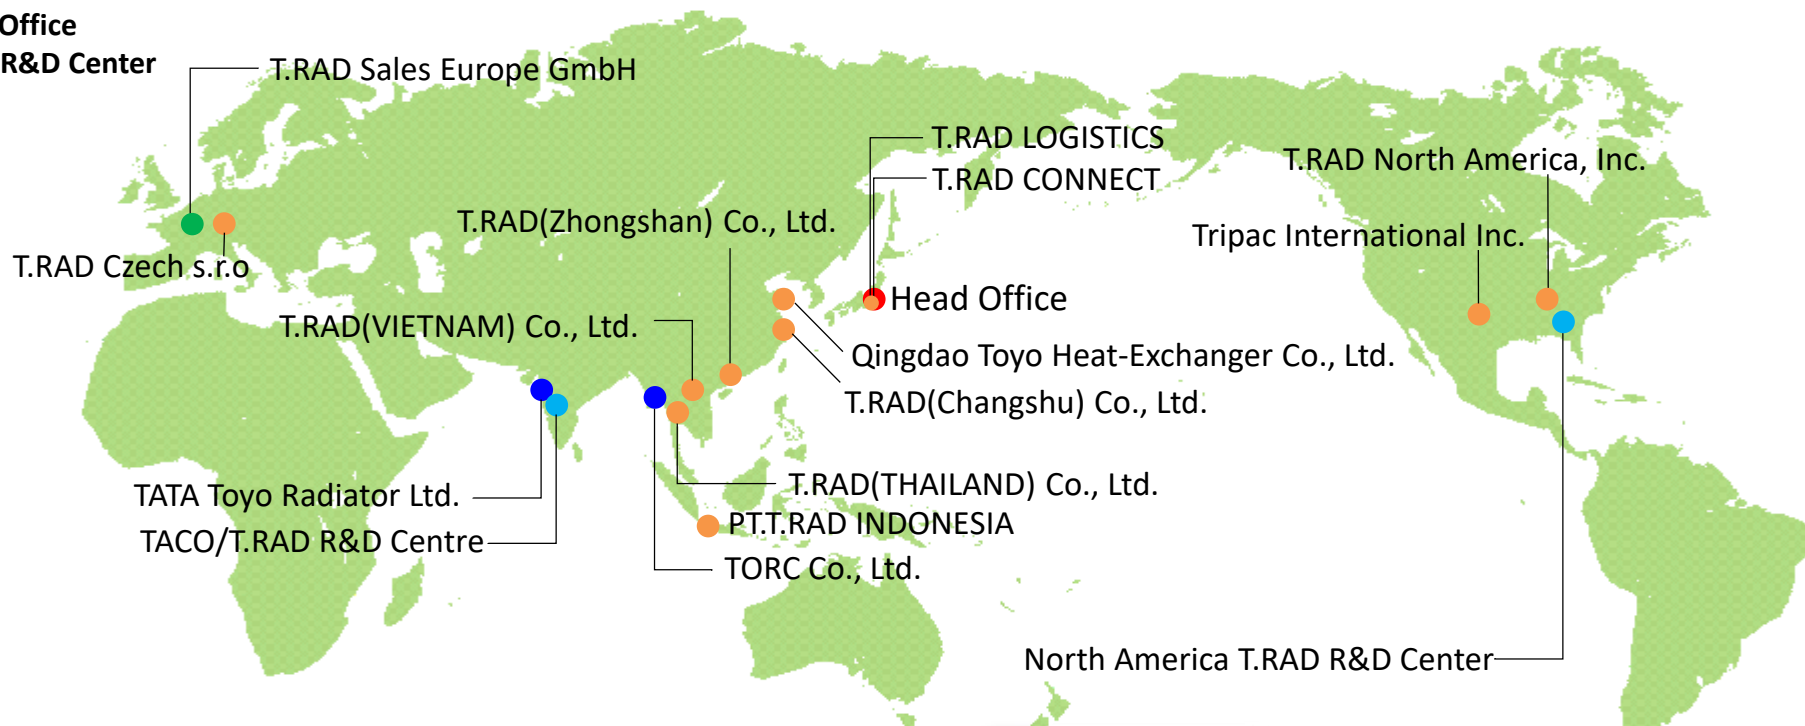 Office
R&D Center
T.RAD Sales Europe GmbH
T.RAD LOGISTICS
T.RAD CONNECT
T.RAD North America, Inc.
T.RAD(Zhongshan) Co., Ltd.
Tripac International Inc.
T.RAD Czech s.r.o
Head Office
T.RAD(VIETNAM) Co., Ltd.
Qingdao Toyo Heat-Exchanger Co., Ltd.
T.RAD(Changshu) Co., Ltd.
TATA Toyo Radiator Ltd.
T.RAD(THAILAND) Co., Ltd.
PT.T.RAD INDONESIA
TACO/T.RAD R&D Centre
TORC Co., Ltd.
North America T.RAD R&D Center